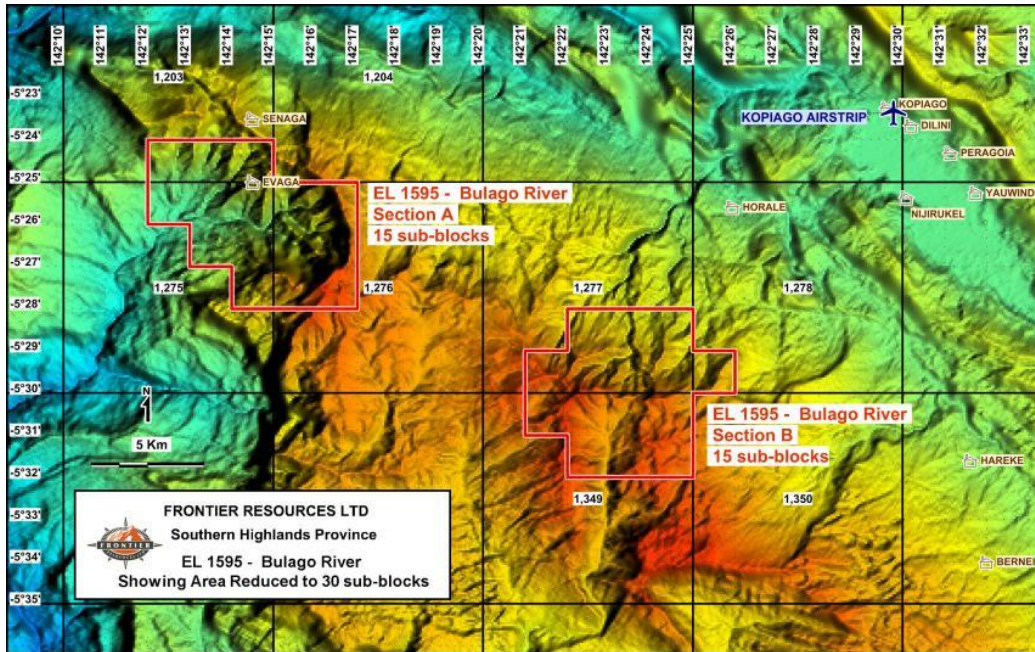 142°10' 142°11' 142°12' 142°13' 142°14' 142°15' 142°16' 142°17' 142°18' 142°19' 142°20' 142°21' 142°22' 142°23' 142°24' 142°25' 142°26' 142°27' 142°28' 142°29' 142°30' 142°31' 142°32' 142°33'
1,203
1,204
-5°23'
KOPIAGO
KOPIAGO AIRSTRIP
SENAGA
DILINI
-5°24'
PERAGOIA
-5°25'
EVAGA
EL 1595 - Bulago River
Section A
15 sub-blocks
YAUWIND
NIJIRUKEL
HORALE
-5°26'
-5°27'
1,275
1,276
1,277
1,278
-5°28'
-5°29'
-5°30'
N
EL 1595 - Bulago River
Section B
15 sub-blocks
-5°31'
5 Km
HAREKE
-5°32'
1,349
1,350
-5°33'
FRONTIER RESOURCES LTD
Southern Highlands Province
FRONTIER
EL 1595 - Bulago River
Showing Area Reduced to 30 sub-blocks
-5°34'
BERNE
-5°35'